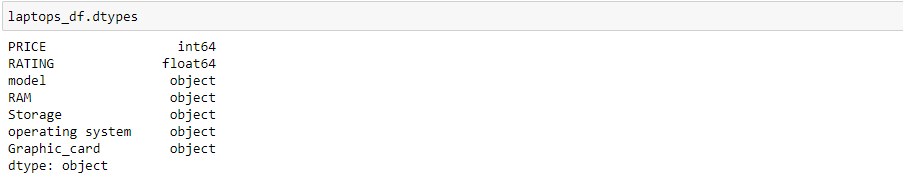 laptops_df.dtypes
PRICE int64
RATING float64
model object
RAM object
Storage object
operating system object
Graphic_card object
dtype: object